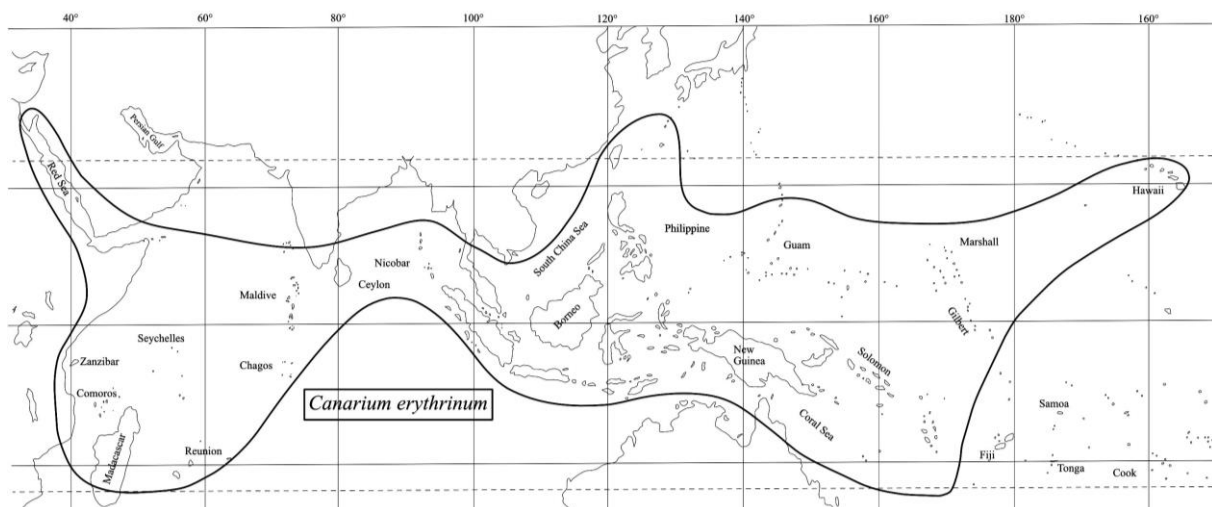 40° 60° 80° 100° 120° 140° 160° 180° 160°
Persian Gulf
Red Sea
Hawaii
South China Sea
Philippine
Guam
Marshall
Nicobar
Ceylon
Maldive
Borneo
Gilbert
Seychelles
Zanzibar
Chagos
New
Guinea
Solomon
Comoros
Canarium erythrinum
Samoa
Coral Sea
Madacascar
Reunion
Fiji
Tonga
Cook